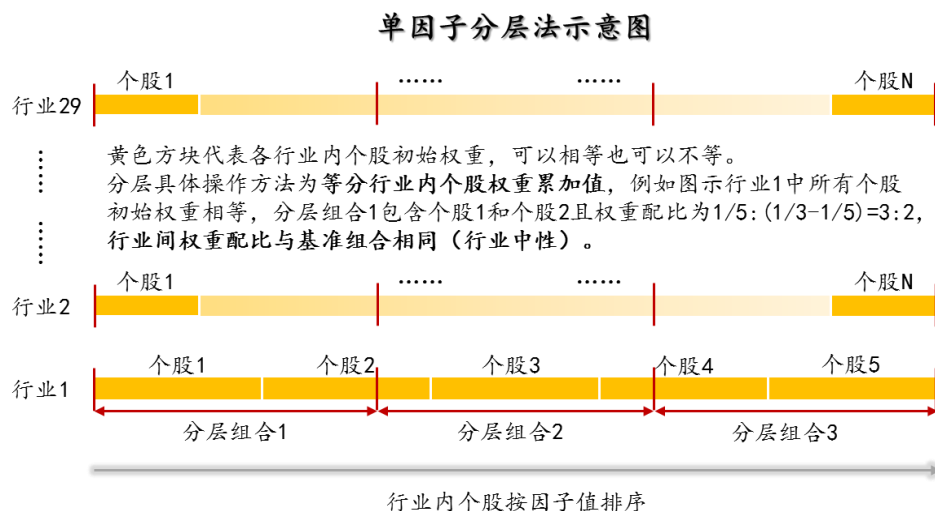 单因子分层法示意图
个股1 …… …… 个股N
行业29
……
黄色方块代表各行业内个股初始权重，可以相等也可以不等。
分层具体操作方法为等分行业内个股权重累加值，例如图示行业1中所有个股
初始权重相等，分层组合1包含个股1和个股2且权重配比为1/5:(1/3-1/5)=3:2，
行业间权重配比与基准组合相同（行业中性）。
……
个股1 …… …… 个股N
行业2
个股1 个股2 个股3 个股4 个股5
行业1
分层组合1 分层组合2 分层组合3
行业内个股按因子值排序